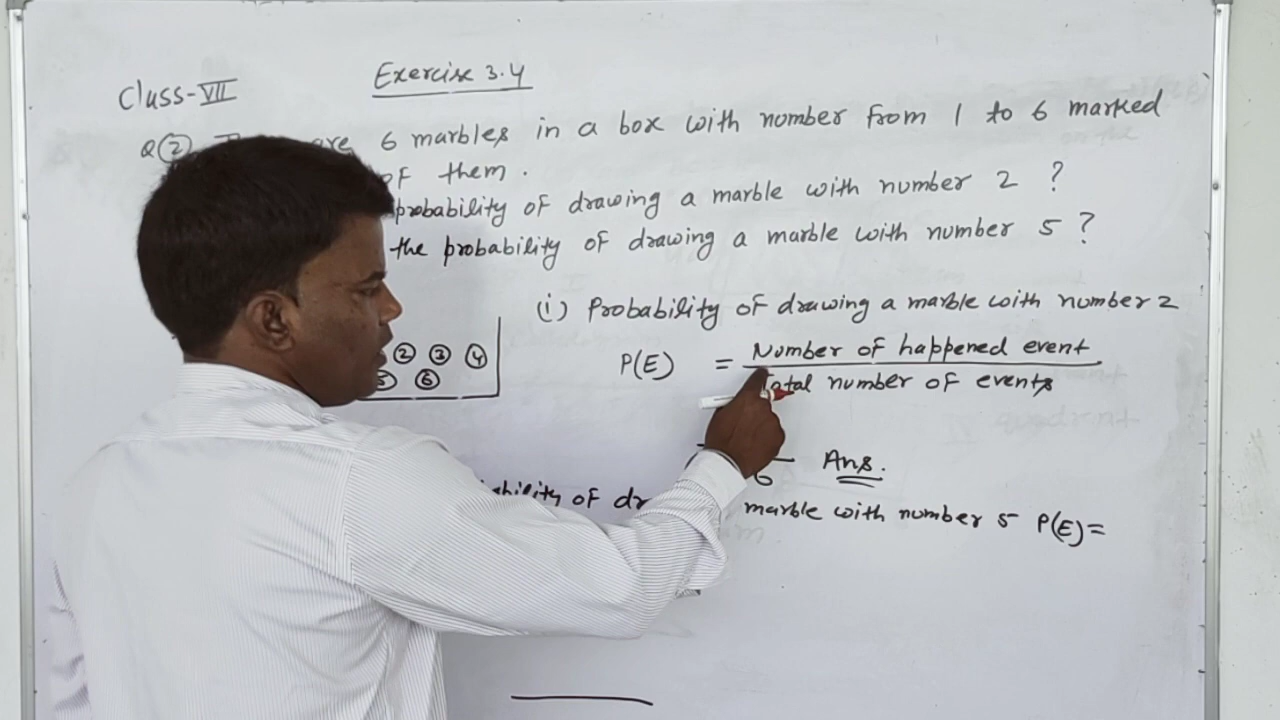 Class-VII
Exercise 3.4
Q② are 6 marbles in a box with number from 1 to 6 marked
of them.
probability of drawing a marble with number 2 ?
the probability of drawing a marble with number 5 ?
(i) Probability of drawing a marble with number 2
② ③ ④
⑥
P(E) = Number of happened event
Total number of events
6 Ans.
of marble with number 5 P(E)=